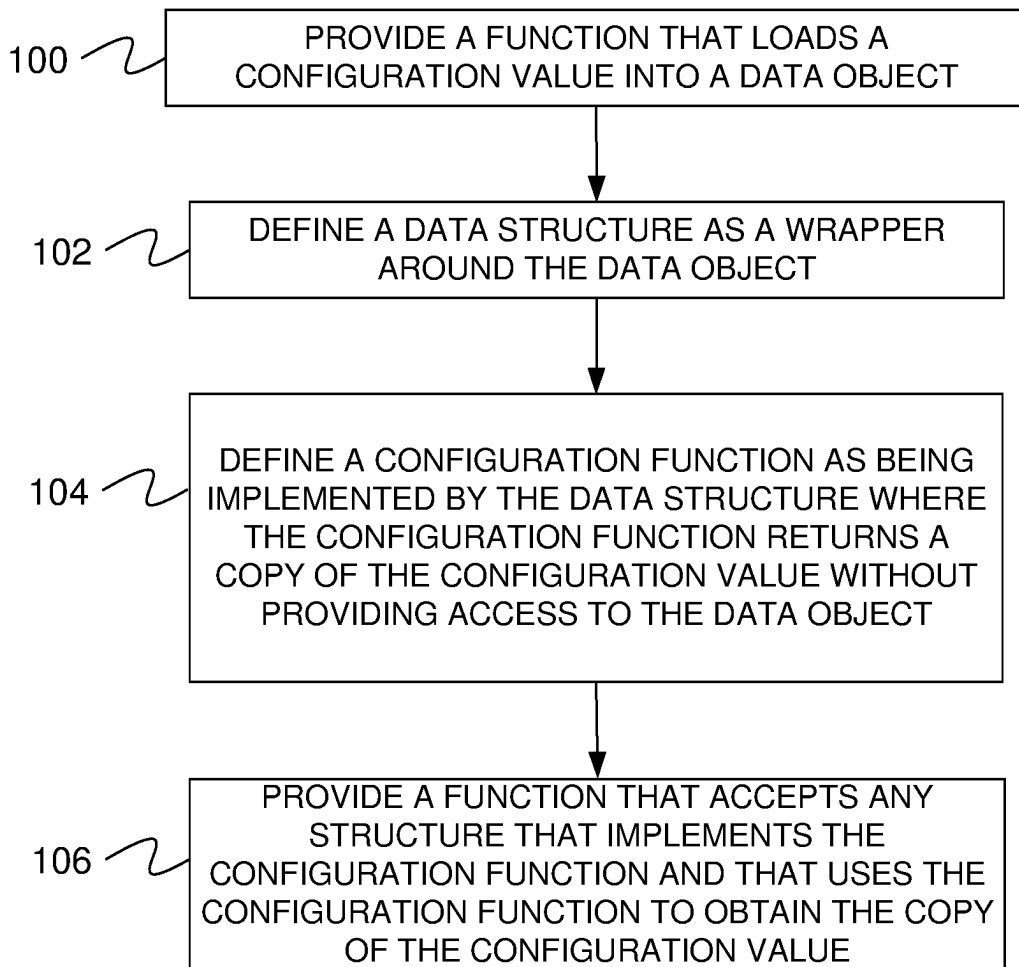 100
PROVIDE A FUNCTION THAT LOADS A
CONFIGURATION VALUE INTO A DATA OBJECT
102
DEFINE A DATA STRUCTURE AS A WRAPPER
AROUND THE DATA OBJECT
104
DEFINE A CONFIGURATION FUNCTION AS BEING
IMPLEMENTED BY THE DATA STRUCTURE WHERE
THE CONFIGURATION FUNCTION RETURNS A
COPY OF THE CONFIGURATION VALUE WITHOUT
PROVIDING ACCESS TO THE DATA OBJECT
106
PROVIDE A FUNCTION THAT ACCEPTS ANY
STRUCTURE THAT IMPLEMENTS THE
CONFIGURATION FUNCTION AND THAT USES THE
CONFIGURATION FUNCTION TO OBTAIN THE COPY
OF THE CONFIGURATION VALUE